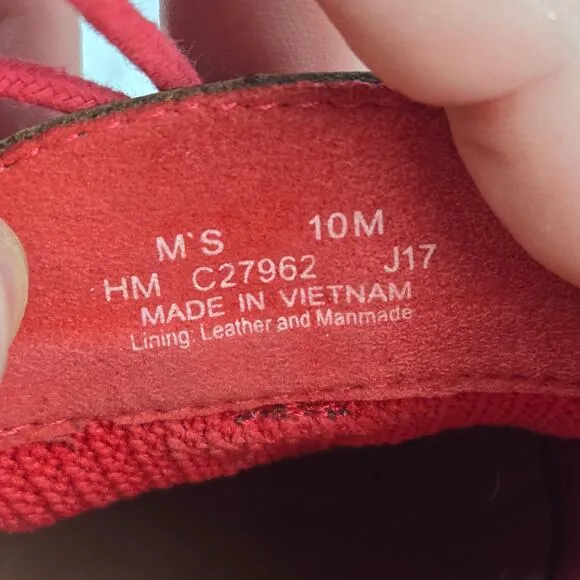 M`S 10M
HM C27962 J17
MADE IN VIETNAM
Lining: Leather and Manmade